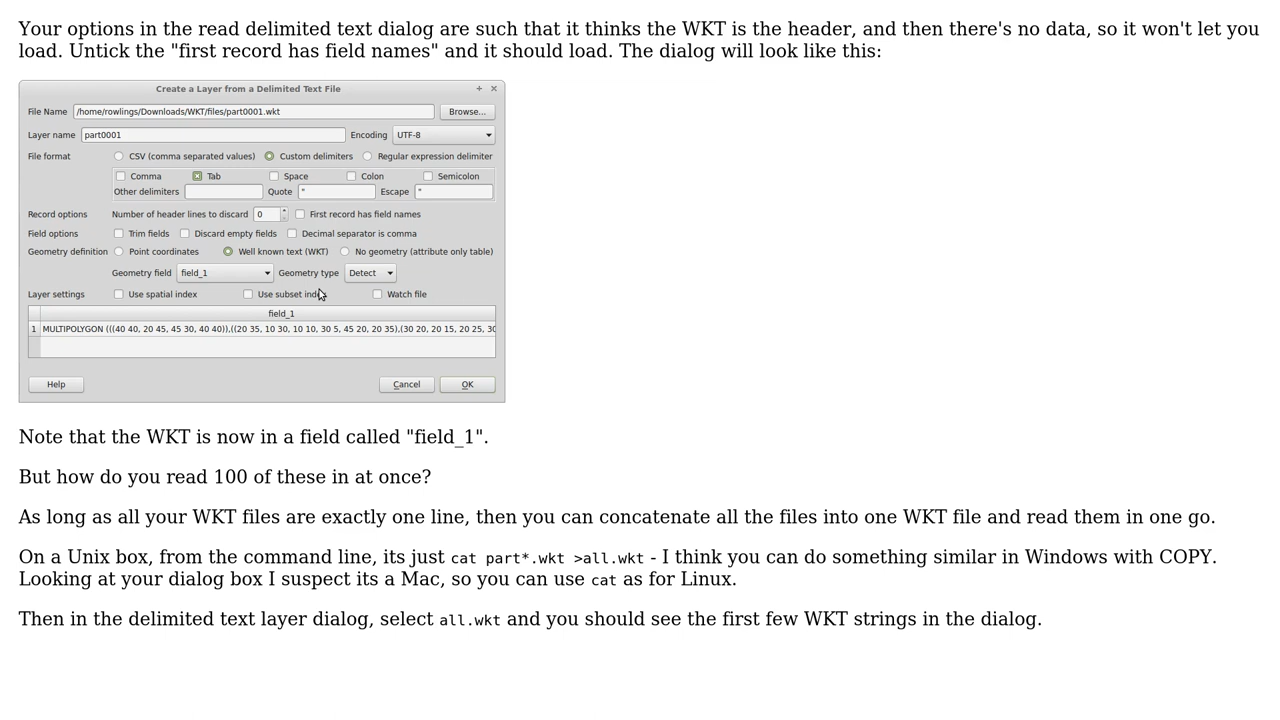 Your options in the read delimited text dialog are such that it thinks the WKT is the header, and then there's no data, so it won't let you
load. Untick the "first record has field names" and it should load. The dialog will look like this:
Create a Layer from a Delimited Text File
File Name /home/rowlings/Downloads/WKT/files/part0001.wkt Browse...
Layer name part0001 Encoding UTF-8
File format CSV (comma separated values) Custom delimiters Regular expression delimiter
Comma Tab Space Colon Semicolon
Other delimiters Quote " Escape "
Record options Number of header lines to discard 0 First record has field names
Field options Trim fields Discard empty fields Decimal separator is comma
Geometry definition Point coordinates Well known text (WKT) No geometry (attribute only table)
Geometry field field_1 Geometry type Detect
Layer settings Use spatial index Use subset index Watch file
field_1
1 MULTIPOLYGON (((40 40, 20 45, 45 30, 40 40)),((20 35, 10 30, 10 10, 30 5, 45 20, 20 35),(30 20, 20 15, 20 25, 30
Help Cancel OK
Note that the WKT is now in a field called "field_1".
But how do you read 100 of these in at once?
As long as all your WKT files are exactly one line, then you can concatenate all the files into one WKT file and read them in one go.
On a Unix box, from the command line, its just cat part*.wkt >all.wkt - I think you can do something similar in Windows with COPY.
Looking at your dialog box I suspect its a Mac, so you can use cat as for Linux.
Then in the delimited text layer dialog, select all.wkt and you should see the first few WKT strings in the dialog.